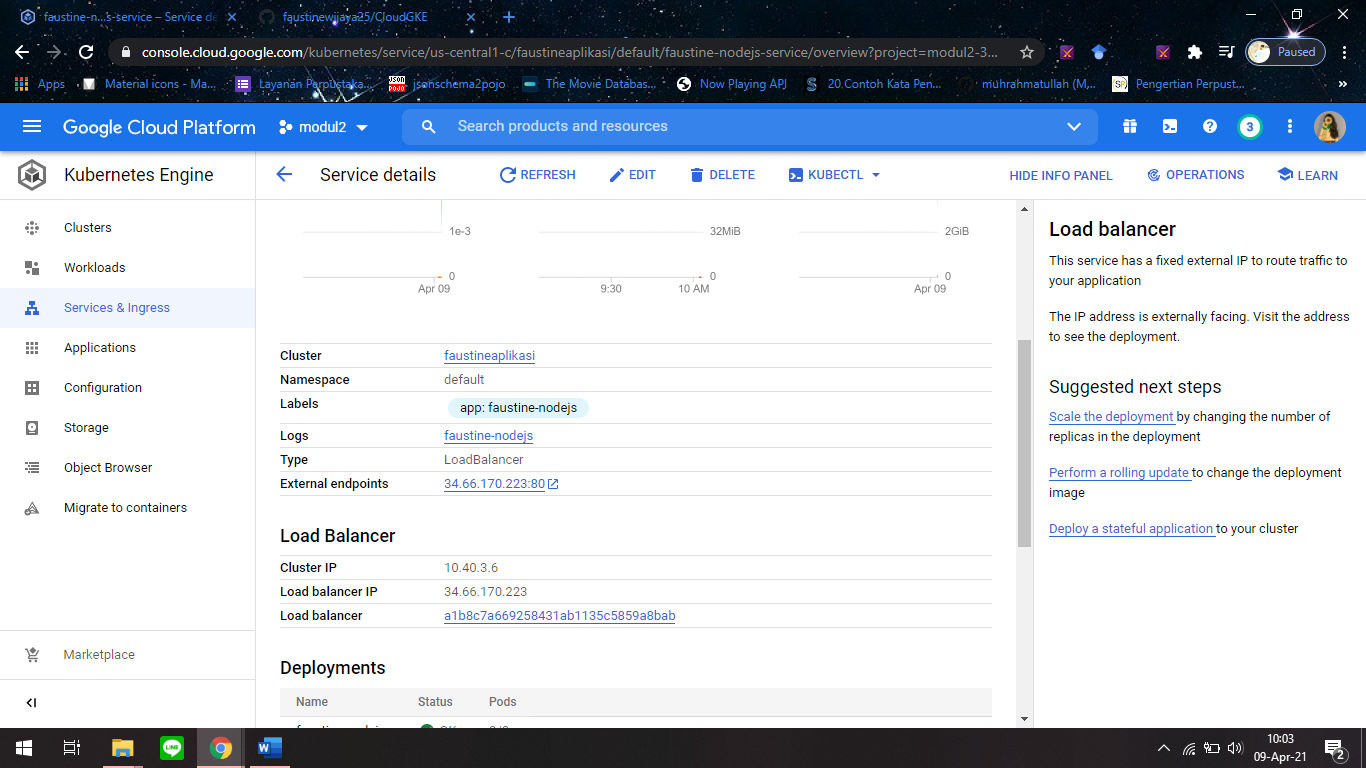 faustine-n...s-service – Service de
faustinewijaya25/CloudGKE
console.cloud.google.com/kubernetes/service/us-central1-c/faustineaplikasi/default/faustine-nodejs-service/overview?project=modul2-3...
Paused
Apps
Material icons - Ma...
Layanan Perpustaka...
JSON
POJO
jsonschema2pojo
The Movie Databas...
Now Playing API
20 Contoh Kata Pen...
muhrahmatullah (M,...
Pengertian Perpust...
Google Cloud Platform
modul2
Search products and resources
3
Kubernetes Engine
Service details
REFRESH
EDIT
DELETE
KUBECTL
HIDE INFO PANEL
OPERATIONS
LEARN
Clusters
Workloads
Services & Ingress
Applications
Configuration
Storage
Object Browser
Migrate to containers
Marketplace
1e-3
32MiB
2GiB
0
0
0
Apr 09
9:30
10 AM
Apr 09
Cluster faustineaplikasi
Namespace default
Labels app: faustine-nodejs
Logs faustine-nodejs
Type LoadBalancer
External endpoints 34.66.170.223:80
Load Balancer
Cluster IP 10.40.3.6
Load balancer IP 34.66.170.223
Load balancer a1b8c7a669258431ab1135c5859a8bab
Deployments
Name Status Pods
Load balancer
This service has a fixed external IP to route traffic to
your application
The IP address is externally facing. Visit the address
to see the deployment.
Suggested next steps
Scale the deployment by changing the number of
replicas in the deployment
Perform a rolling update to change the deployment
image
Deploy a stateful application to your cluster
LINE
10:03
09-Apr-21
2